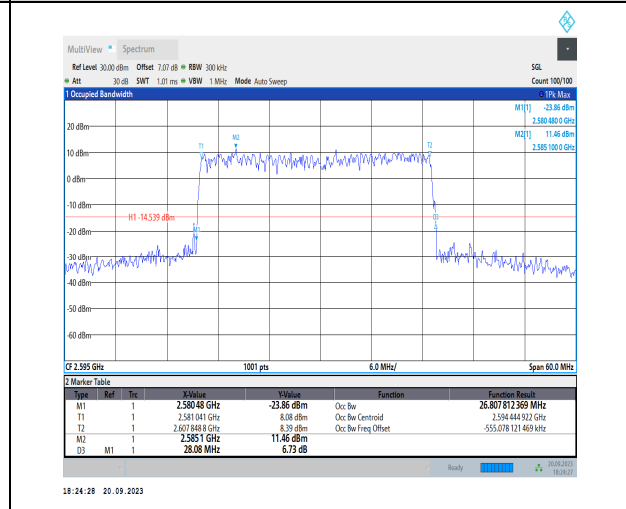 MultiView Spectrum
Ref Level 30.00 dBm Offset 7.07 dB RBW 300 kHz SGL
Att 30 dB SWT 1.01 ms VBW 1 MHz Mode Auto Sweep Count 100/100
1 Occupied Bandwidth 1Pk Max
M1[1] -23.86 dBm
2.580 480 0 GHz
M2[1] 11.46 dBm
2.585 100 0 GHz
20 dBm
M2
T1
T2
10 dBm
0 dBm
-10 dBm
H1 -14.539 dBm
D3
M1
-20 dBm
-30 dBm
-40 dBm
-50 dBm
-60 dBm
CF 2.595 GHz 1001 pts 6.0 MHz/ Span 60.0 MHz
2 Marker Table
Type Ref Trc X-Value Y-Value Function Function Result
M1 1 2.58048 GHz -23.86 dBm Occ Bw 26.807 812 369 MHz
T1 1 2.581 041 GHz 8.08 dBm Occ Bw Centroid 2.594 444 922 GHz
T2 1 2.607 848 8 GHz 8.39 dBm Occ Bw Freq Offset -555.078 121 469 kHz
M2 1 2.5851 GHz 11.46 dBm
D3 M1 1 28.08 MHz 6.73 dB
Ready 20.09.2023
18:24:27
18:24:28 20.09.2023